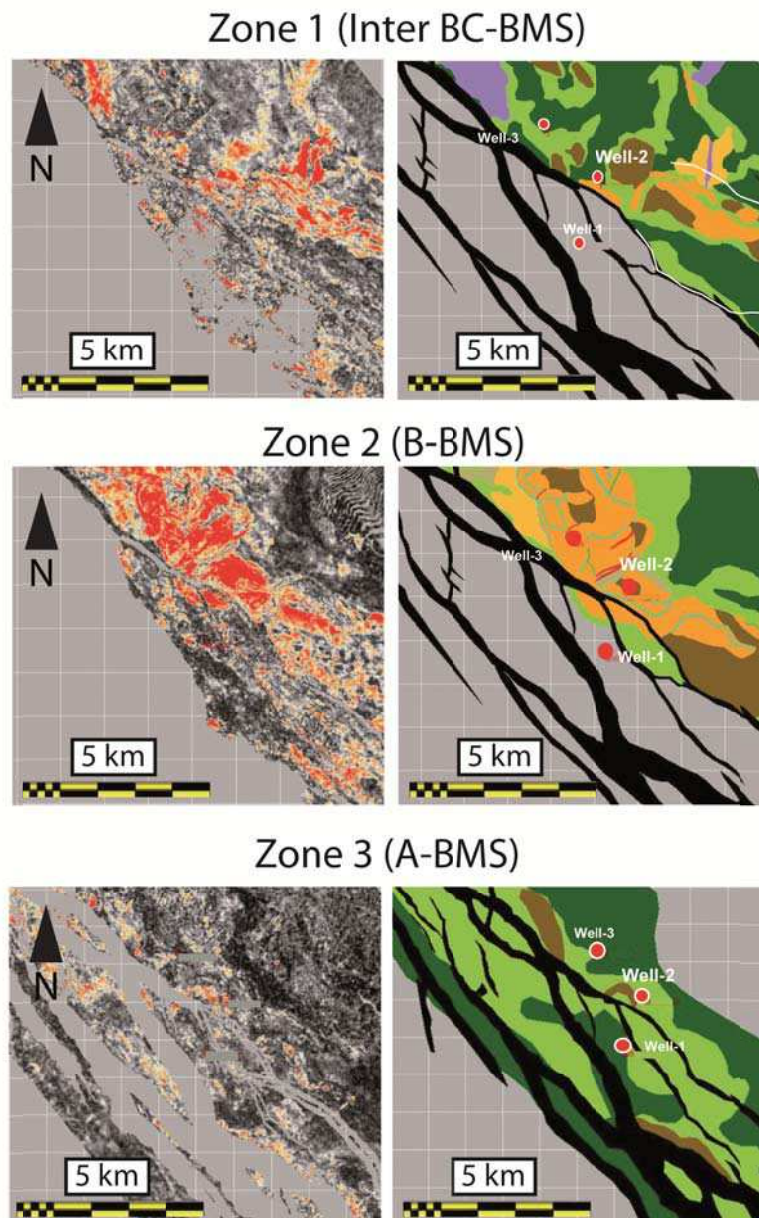 Zone 1 (Inter BC-BMS)
N
5 km
Well-3
Well-2
Well-1
5 km
Zone 2 (B-BMS)
N
5 km
Well-3
Well-2
Well-1
5 km
Zone 3 (A-BMS)
N
5 km
Well-3
Well-2
Well-1
5 km